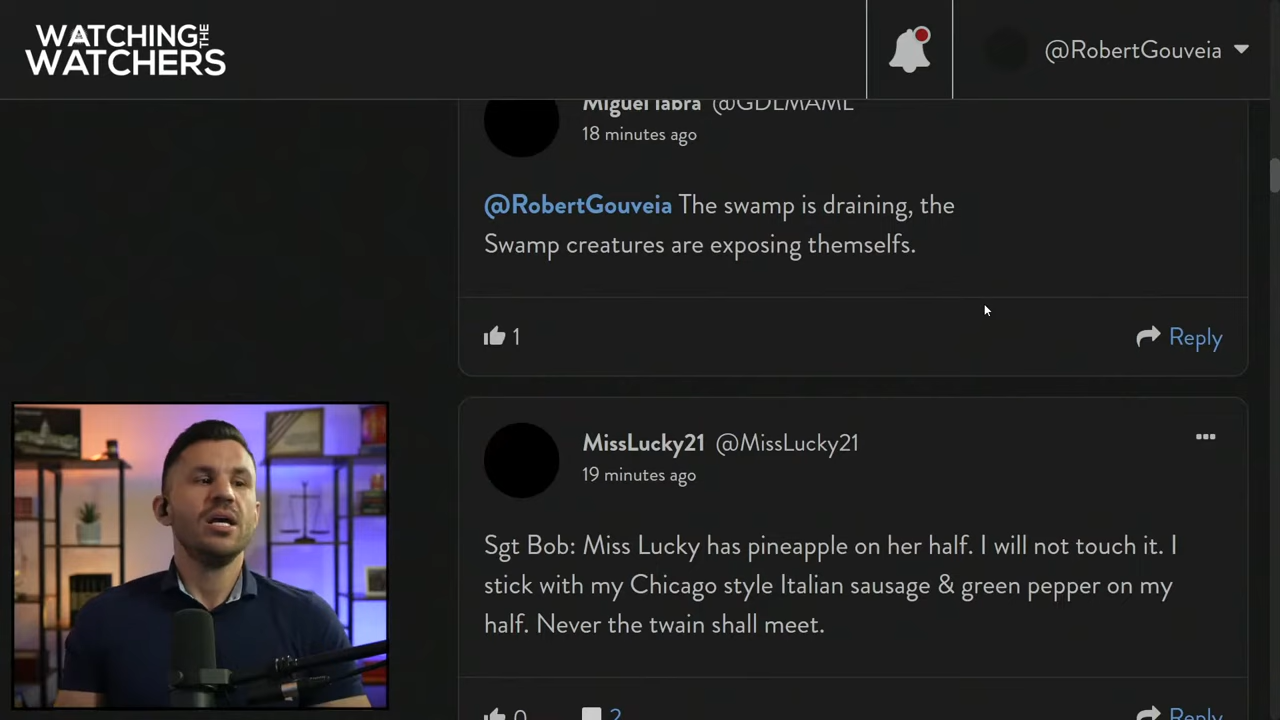 WATCHING THE
WATCHERS
@RobertGouveia
Miguel Tabra @GDLMAML
18 minutes ago
@RobertGouveia The swamp is draining, the
Swamp creatures are exposing themselfs.
1
Reply
MissLucky21 @MissLucky21
19 minutes ago
Sgt Bob: Miss Lucky has pineapple on her half. I will not touch it. I
stick with my Chicago style Italian sausage & green pepper on my
half. Never the twain shall meet.
0 2
Reply